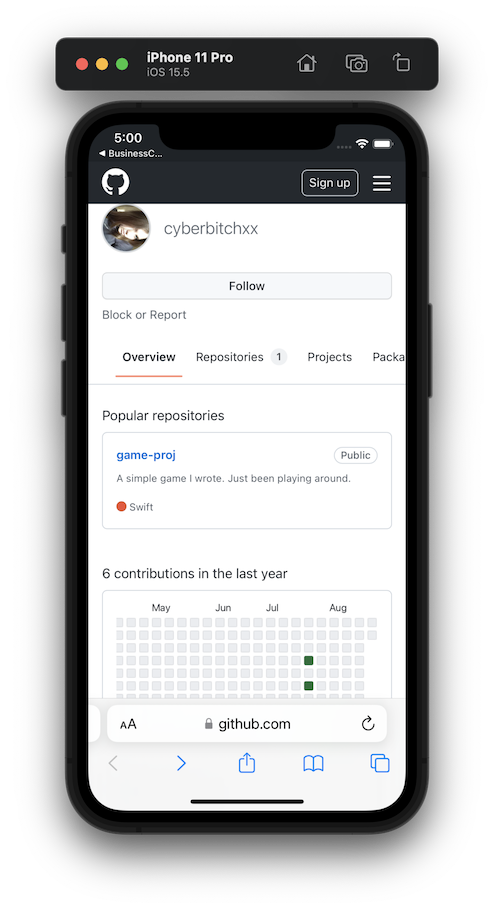 iPhone 11 Pro
iOS 15.5
5:00
◀ BusinessC...
Sign up
cyberbitchxx
Follow
Block or Report
Overview Repositories 1 Projects Packa
Popular repositories
game-proj Public
A simple game I wrote. Just been playing around.
Swift
6 contributions in the last year
May Jun Jul Aug
AA github.com